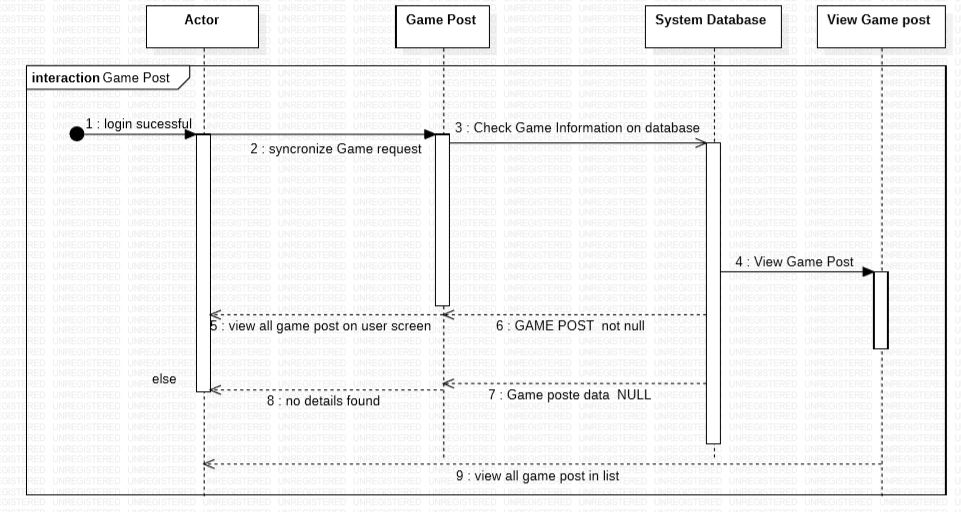 Actor
Game Post
System Database
View Game post
interaction Game Post
1 : login sucessful
2 : syncronize Game request
3 : Check Game Information on database
4 : View Game Post
5 : view all game post on user screen
6 : GAME POST  not null
else
7 : Game poste data  NULL
8 : no details found
9 : view all game post in list
UNREGISTERED